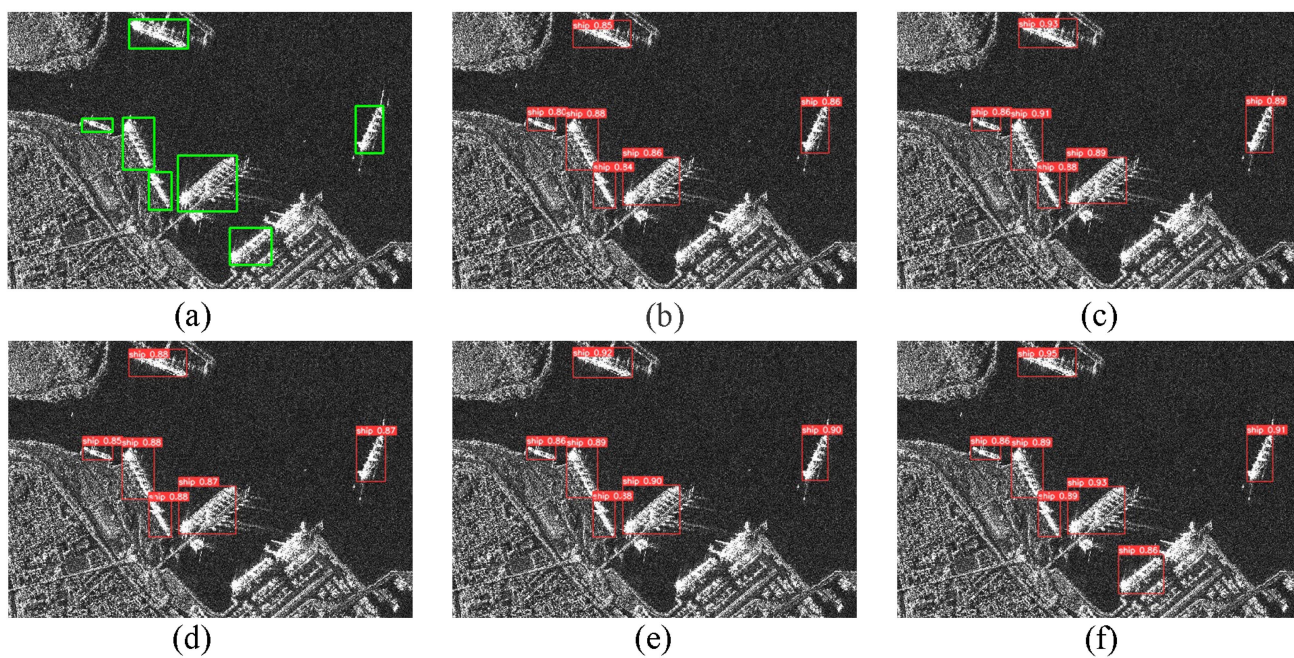 ship 0.85
ship 0.80
ship 0.88
ship 0.86
ship 0.84
ship 0.86
ship 0.93
ship 0.86
ship 0.91
ship 0.89
ship 0.88
ship 0.89
(a)
(b)
(c)
ship 0.88
ship 0.85
ship 0.88
ship 0.87
ship 0.88
ship 0.87
ship 0.92
ship 0.86
ship 0.89
ship 0.90
ship 0.88
ship 0.90
ship 0.95
ship 0.86
ship 0.89
ship 0.91
ship 0.93
ship 0.89
ship 0.86
(d)
(e)
(f)